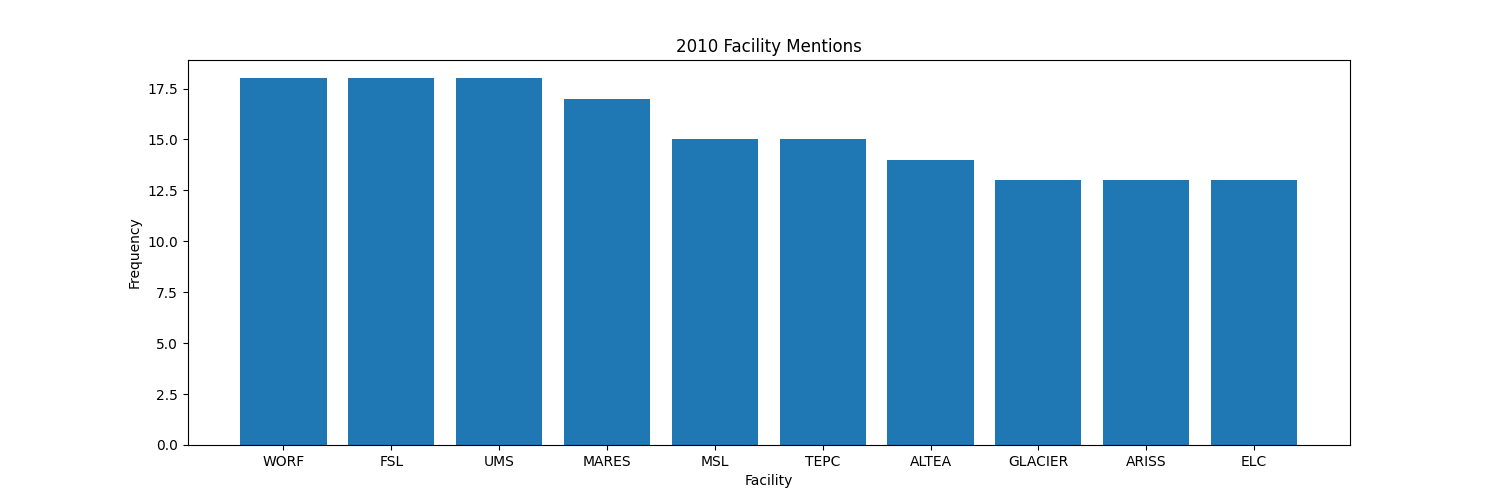 2010 Facility Mentions
Frequency
17.5
15.0
12.5
10.0
7.5
5.0
2.5
0.0
WORF FSL UMS MARES MSL TEPC ALTEA GLACIER ARISS ELC
Facility